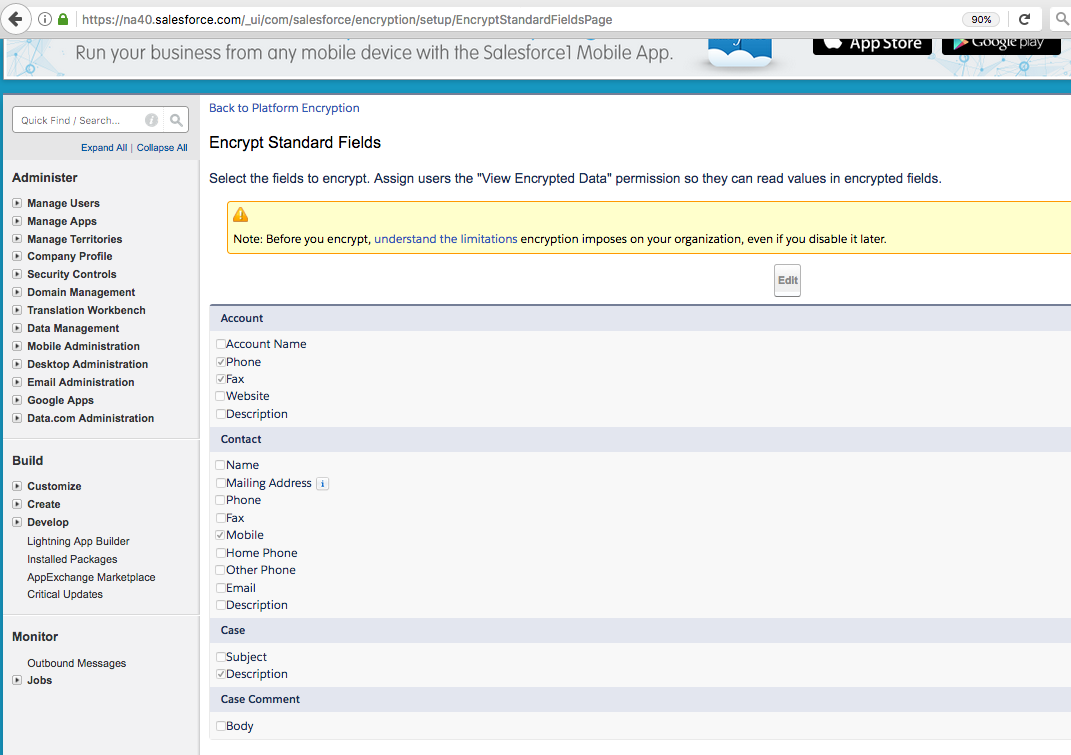 https://na40.salesforce.com/_ui/com/salesforce/encryption/setup/EncryptStandardFieldsPage
90%
Run your business from any mobile device with the Salesforce1 Mobile App.
App Store
Google play
Quick Find / Search...
Expand All | Collapse All
Administer
Manage Users
Manage Apps
Manage Territories
Company Profile
Security Controls
Domain Management
Translation Workbench
Data Management
Mobile Administration
Desktop Administration
Email Administration
Google Apps
Data.com Administration
Build
Customize
Create
Develop
Lightning App Builder
Installed Packages
AppExchange Marketplace
Critical Updates
Monitor
Outbound Messages
Jobs
Back to Platform Encryption
Encrypt Standard Fields
Select the fields to encrypt. Assign users the "View Encrypted Data" permission so they can read values in encrypted fields.
Note: Before you encrypt, understand the limitations encryption imposes on your organization, even if you disable it later.
Edit
Account
Account Name
Phone
Fax
Website
Description
Contact
Name
Mailing Address
Phone
Fax
Mobile
Home Phone
Other Phone
Email
Description
Case
Subject
Description
Case Comment
Body